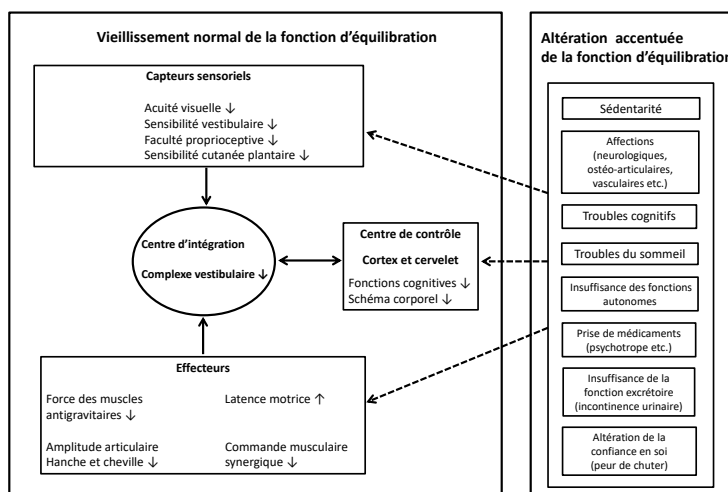 Vieillissement normal de la fonction d'équilibration
Capteurs sensoriels
Acuité visuelle ↓
Sensibilité vestibulaire ↓
Faculté proprioceptive ↓
Sensibilité cutanée plantaire ↓
Centre d'intégration
Complexe vestibulaire ↓
Centre de contrôle
Cortex et cervelet
Fonctions cognitives ↓
Schéma corporel ↓
Effecteurs
Force des muscles
antigravitaires ↓
Latence motrice ↑
Amplitude articulaire
Hanche et cheville ↓
Commande musculaire
synergique ↓
Altération accentuée
de la fonction d'équilibration
Sédentarité
Affections
(neurologiques,
ostéo-articulaires,
vasculaires etc.)
Troubles cognitifs
Troubles du sommeil
Insuffisance des fonctions
autonomes
Prise de médicaments
(psychotrope etc.)
Insuffisance de la
fonction excrétoire
(incontinence urinaire)
Altération de la
confiance en soi
(peur de chuter)